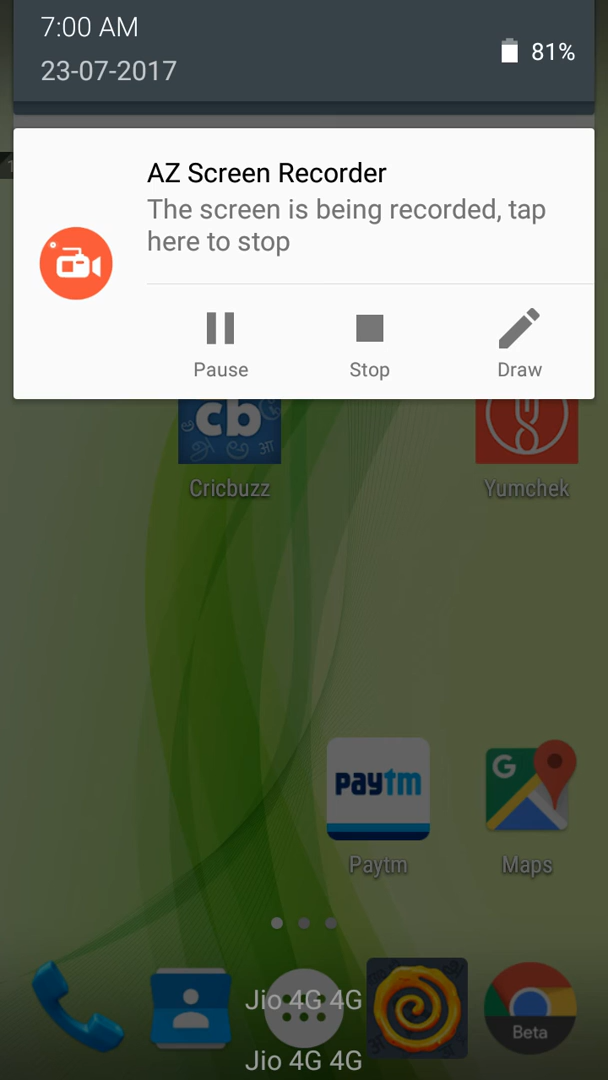 7:00 AM
81%
23-07-2017
AZ Screen Recorder
The screen is being recorded, tap
here to stop
Pause
Stop
Draw
cb
आ
Cricbuzz
Yumchek
G
Paytm
Paytm
Maps
Jio 4G 4G
Beta
Jio 4G 4G